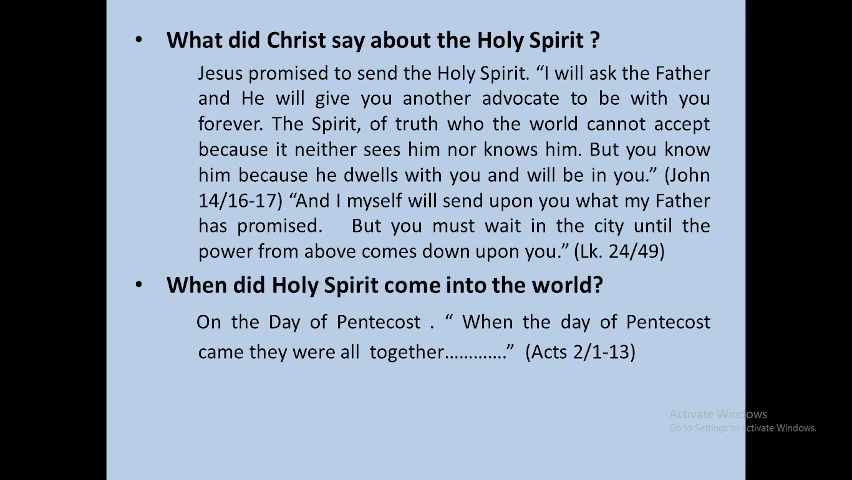 • What did Christ say about the Holy Spirit ?
Jesus promised to send the Holy Spirit. “I will ask the Father
and He will give you another advocate to be with you
forever. The Spirit, of truth who the world cannot accept
because it neither sees him nor knows him. But you know
him because he dwells with you and will be in you.” (John
14/16-17) “And I myself will send upon you what my Father
has promised. But you must wait in the city until the
power from above comes down upon you.” (Lk. 24/49)
• When did Holy Spirit come into the world?
On the Day of Pentecost . “ When the day of Pentecost
came they were all together………….” (Acts 2/1-13)
Activate Windows
Go to Settings to activate Windows.